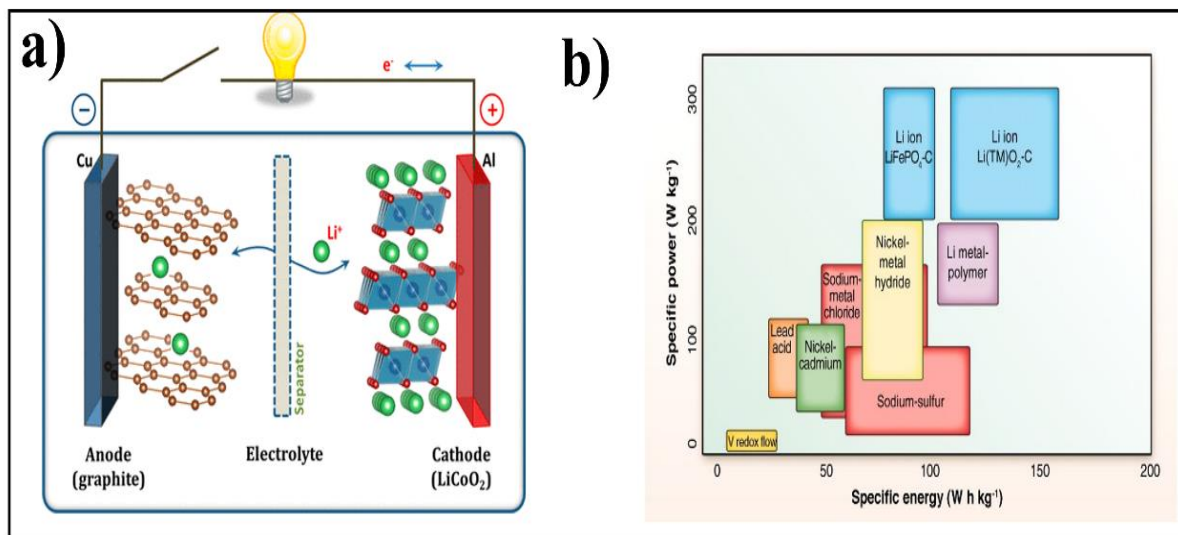 a)
e⁻
−
+
Cu
Al
Li⁺
Separator
Anode
(graphite)
Electrolyte
Cathode
(LiCoO₂)
b)
Specific power (W kg⁻¹)
300
200
100
0
Li ion
LiFePO₄-C
Li ion
Li(TM)O₂-C
Nickel-
metal
hydride
Li metal-
polymer
Sodium-
metal
chloride
Lead
acid
Nickel-
cadmium
Sodium-sulfur
V redox flow
0
50
100
150
200
Specific energy (W h kg⁻¹)